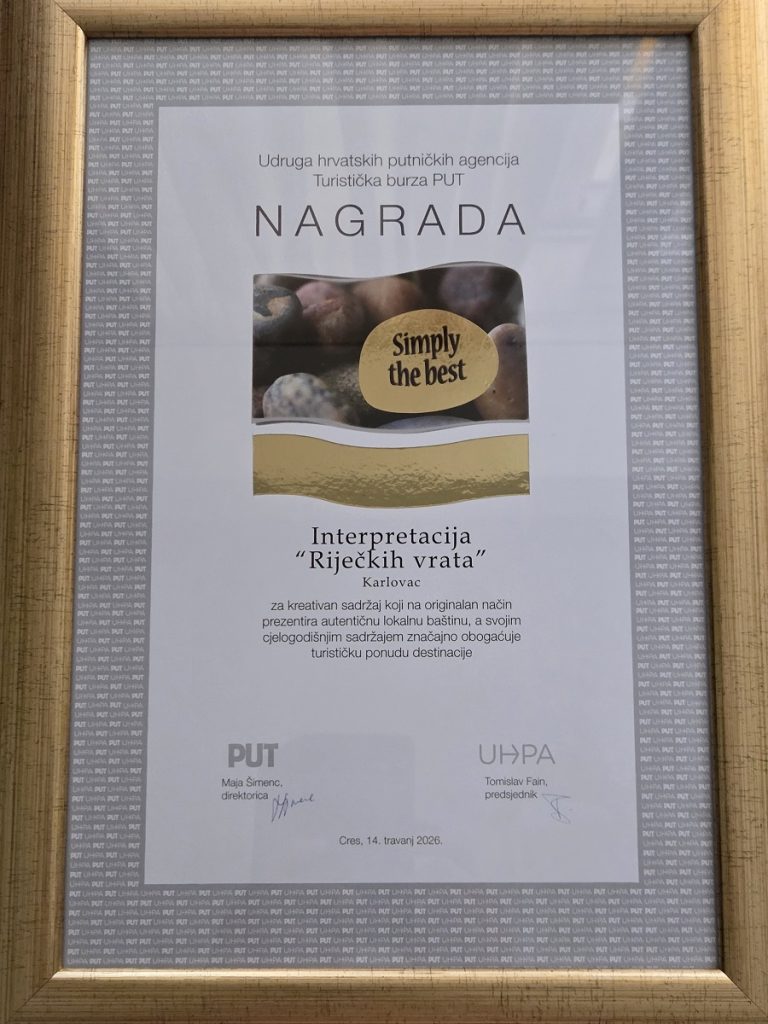 Udruga hrvatskih putničkih agencija
Turistička burza PUT
NAGRADA
Simply
the best
Interpretacija
“Riječkih vrata”
Karlovac
za kreativan sadržaj koji na originalan način
prezentira autentičnu lokalnu baštinu, a svojim
cjelogodišnjim sadržajem značajno obogaćuje
turističku ponudu destinacije
PUT
Maja Šimenc,
direktorica
UHPA
Tomislav Fain,
predsjednik
Cres, 14. travanj 2026.